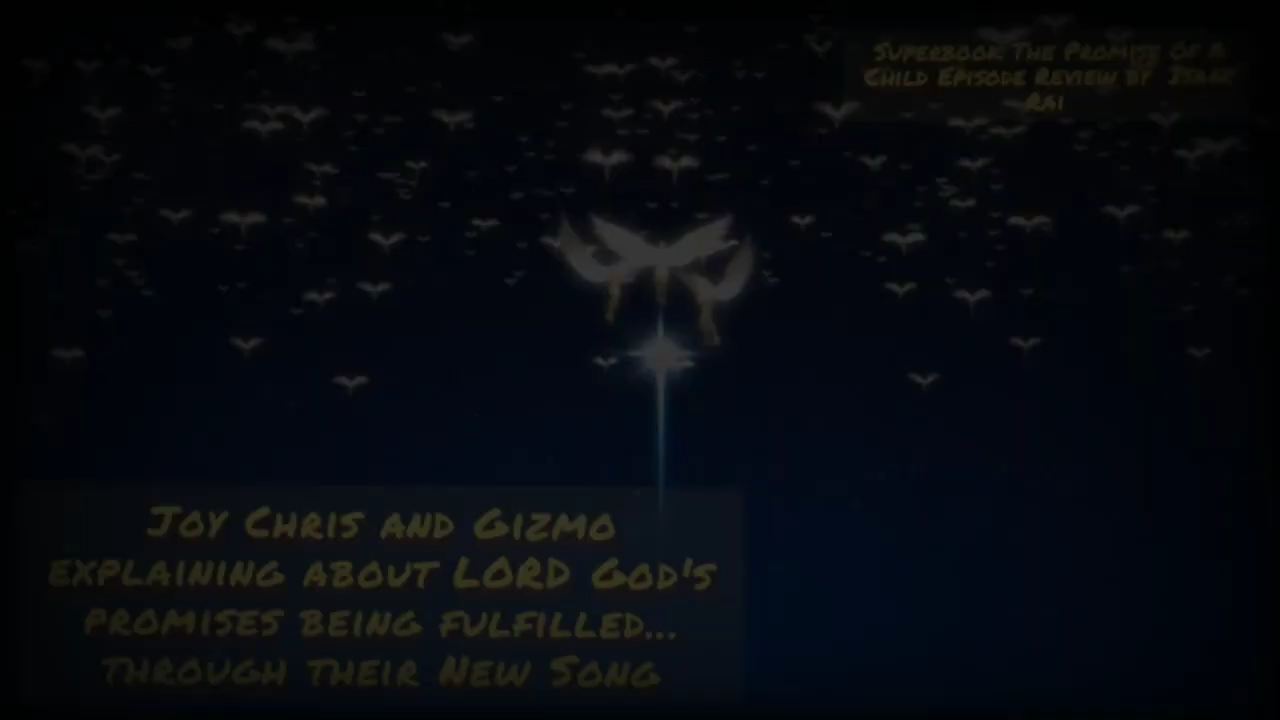 Superbook The Promise of a
Child Episode Review by Isaac
Rai
Joy Chris and Gizmo
explaining about LORD God's
promises being fulfilled...
through their New Song